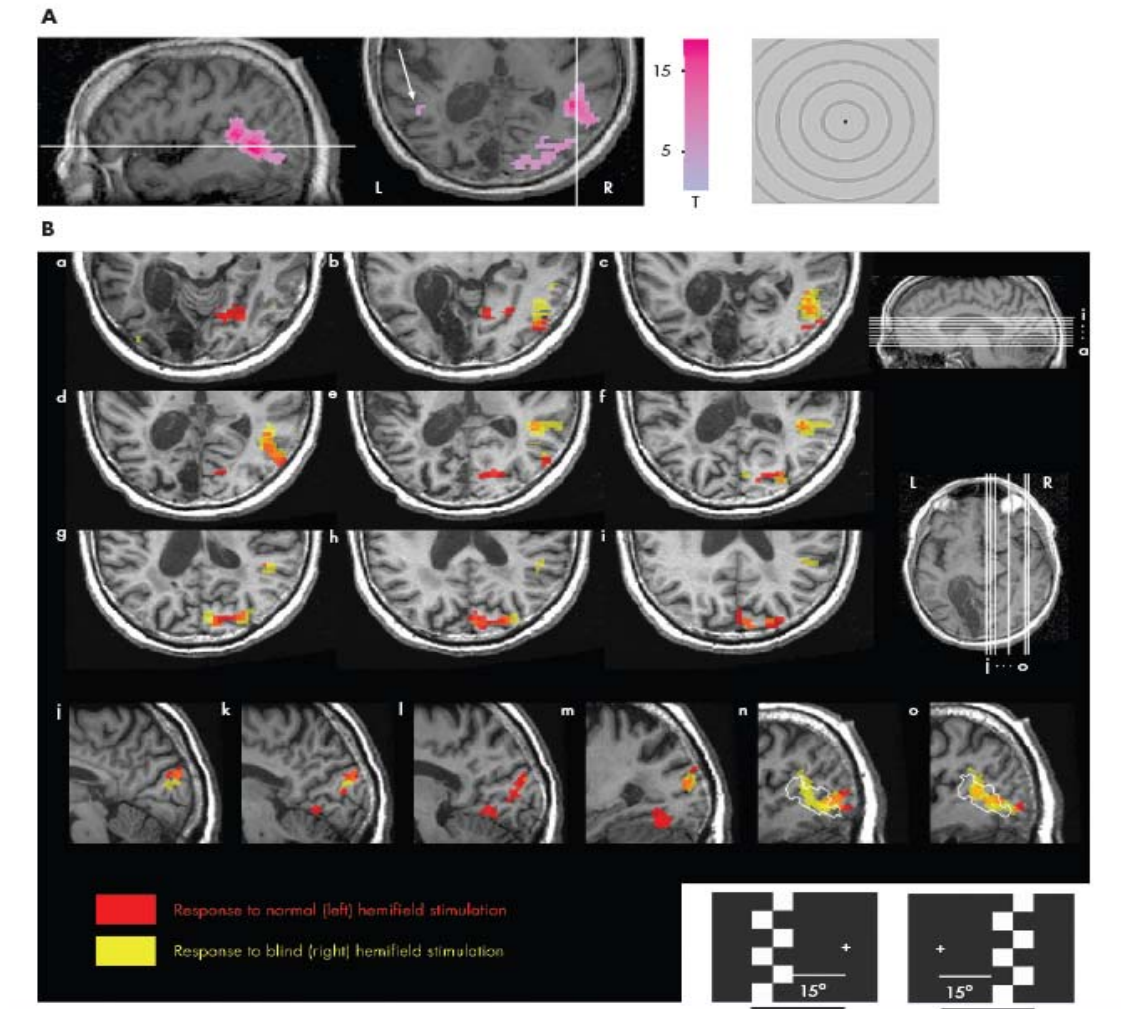 A
15
5
T
L
R
B
a
b
c
i
a
d
e
f
L
R
g
h
i
j ··· o
j
k
l
m
n
o
Response to normal (left) hemifield stimulation
Response to blind (right) hemifield stimulation
+
+
15°
15°